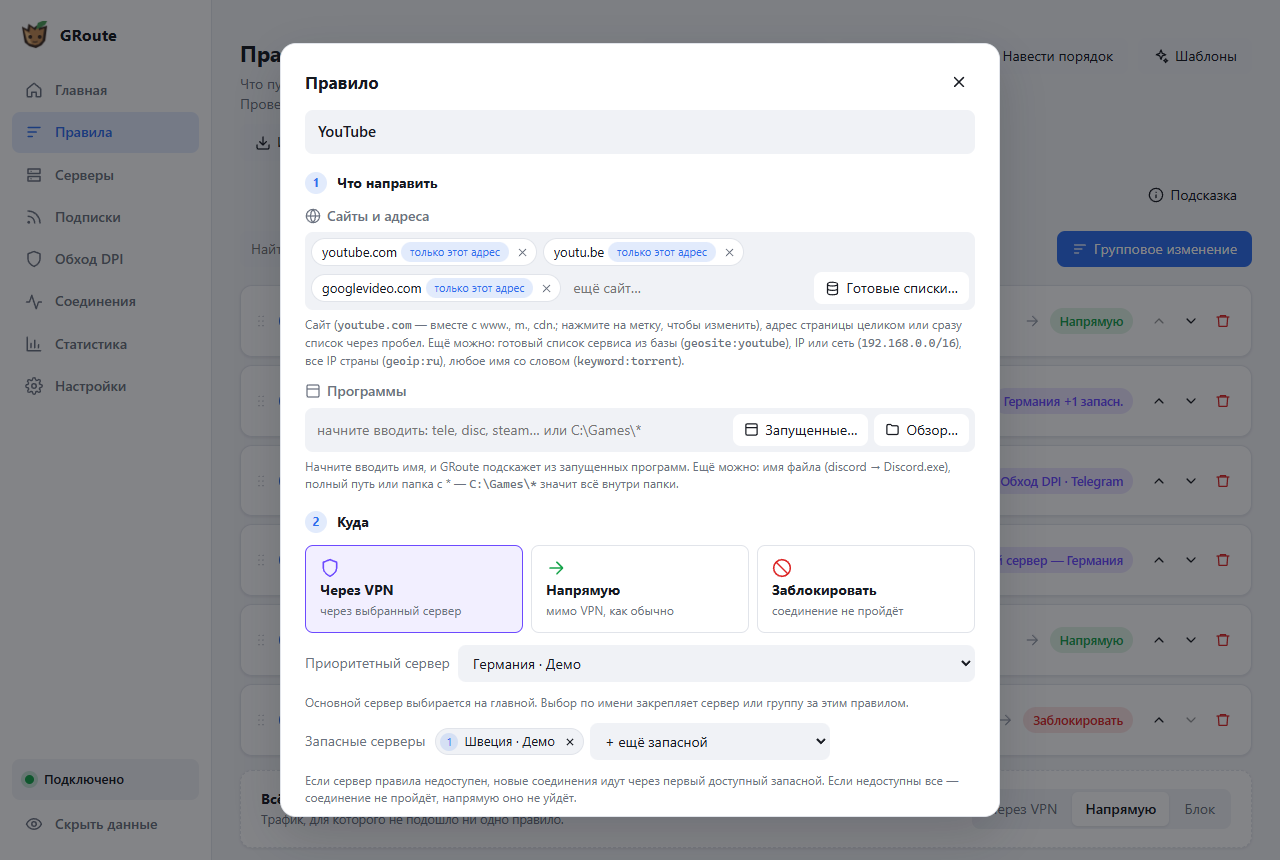 GRoute
Главная
Правила
Серверы
Подписки
Обход DPI
Соединения
Статистика
Настройки
Подключено
Скрыть данные
Пра
Что пу
Прове
Навести порядок
Шаблоны
Подсказка
Найт
Групповое изменение
Напрямую
Германия +1 запасн.
Обход DPI · Telegram
й сервер — Германия
Напрямую
Заблокировать
Правило
YouTube
1 Что направить
Сайты и адреса
youtube.com только этот адрес × youtu.be только этот адрес ×
googlevideo.com только этот адрес × ещё сайт... Готовые списки...
Сайт (youtube.com — вместе с www., m., cdn.; нажмите на метку, чтобы изменить), адрес страницы целиком или сразу
список через пробел. Ещё можно: готовый список сервиса из базы (geosite:youtube), IP или сеть (192.168.0.0/16),
все IP страны (geoip:ru), любое имя со словом (keyword:torrent).
Программы
начните вводить: tele, disc, steam... или C:\Games\* Запущенные... Обзор...
Начните вводить имя, и GRoute подскажет из запущенных программ. Ещё можно: имя файла (discord → Discord.exe),
полный путь или папка с * — C:\Games\* значит всё внутри папки.
2 Куда
Через VPN
через выбранный сервер
Напрямую
мимо VPN, как обычно
Заблокировать
соединение не пройдёт
Приоритетный сервер Германия · Демо
Основной сервер выбирается на главной. Выбор по имени закрепляет сервер или группу за этим правилом.
Запасные серверы 1 Швеция · Демо × + ещё запасной
Если сервер правила недоступен, новые соединения идут через первый доступный запасной. Если недоступны все —
соединение не пройдёт, напрямую оно не уйдёт.
Трафик, для которого не подошло ни одно правило.
ерез VPN Напрямую Блок